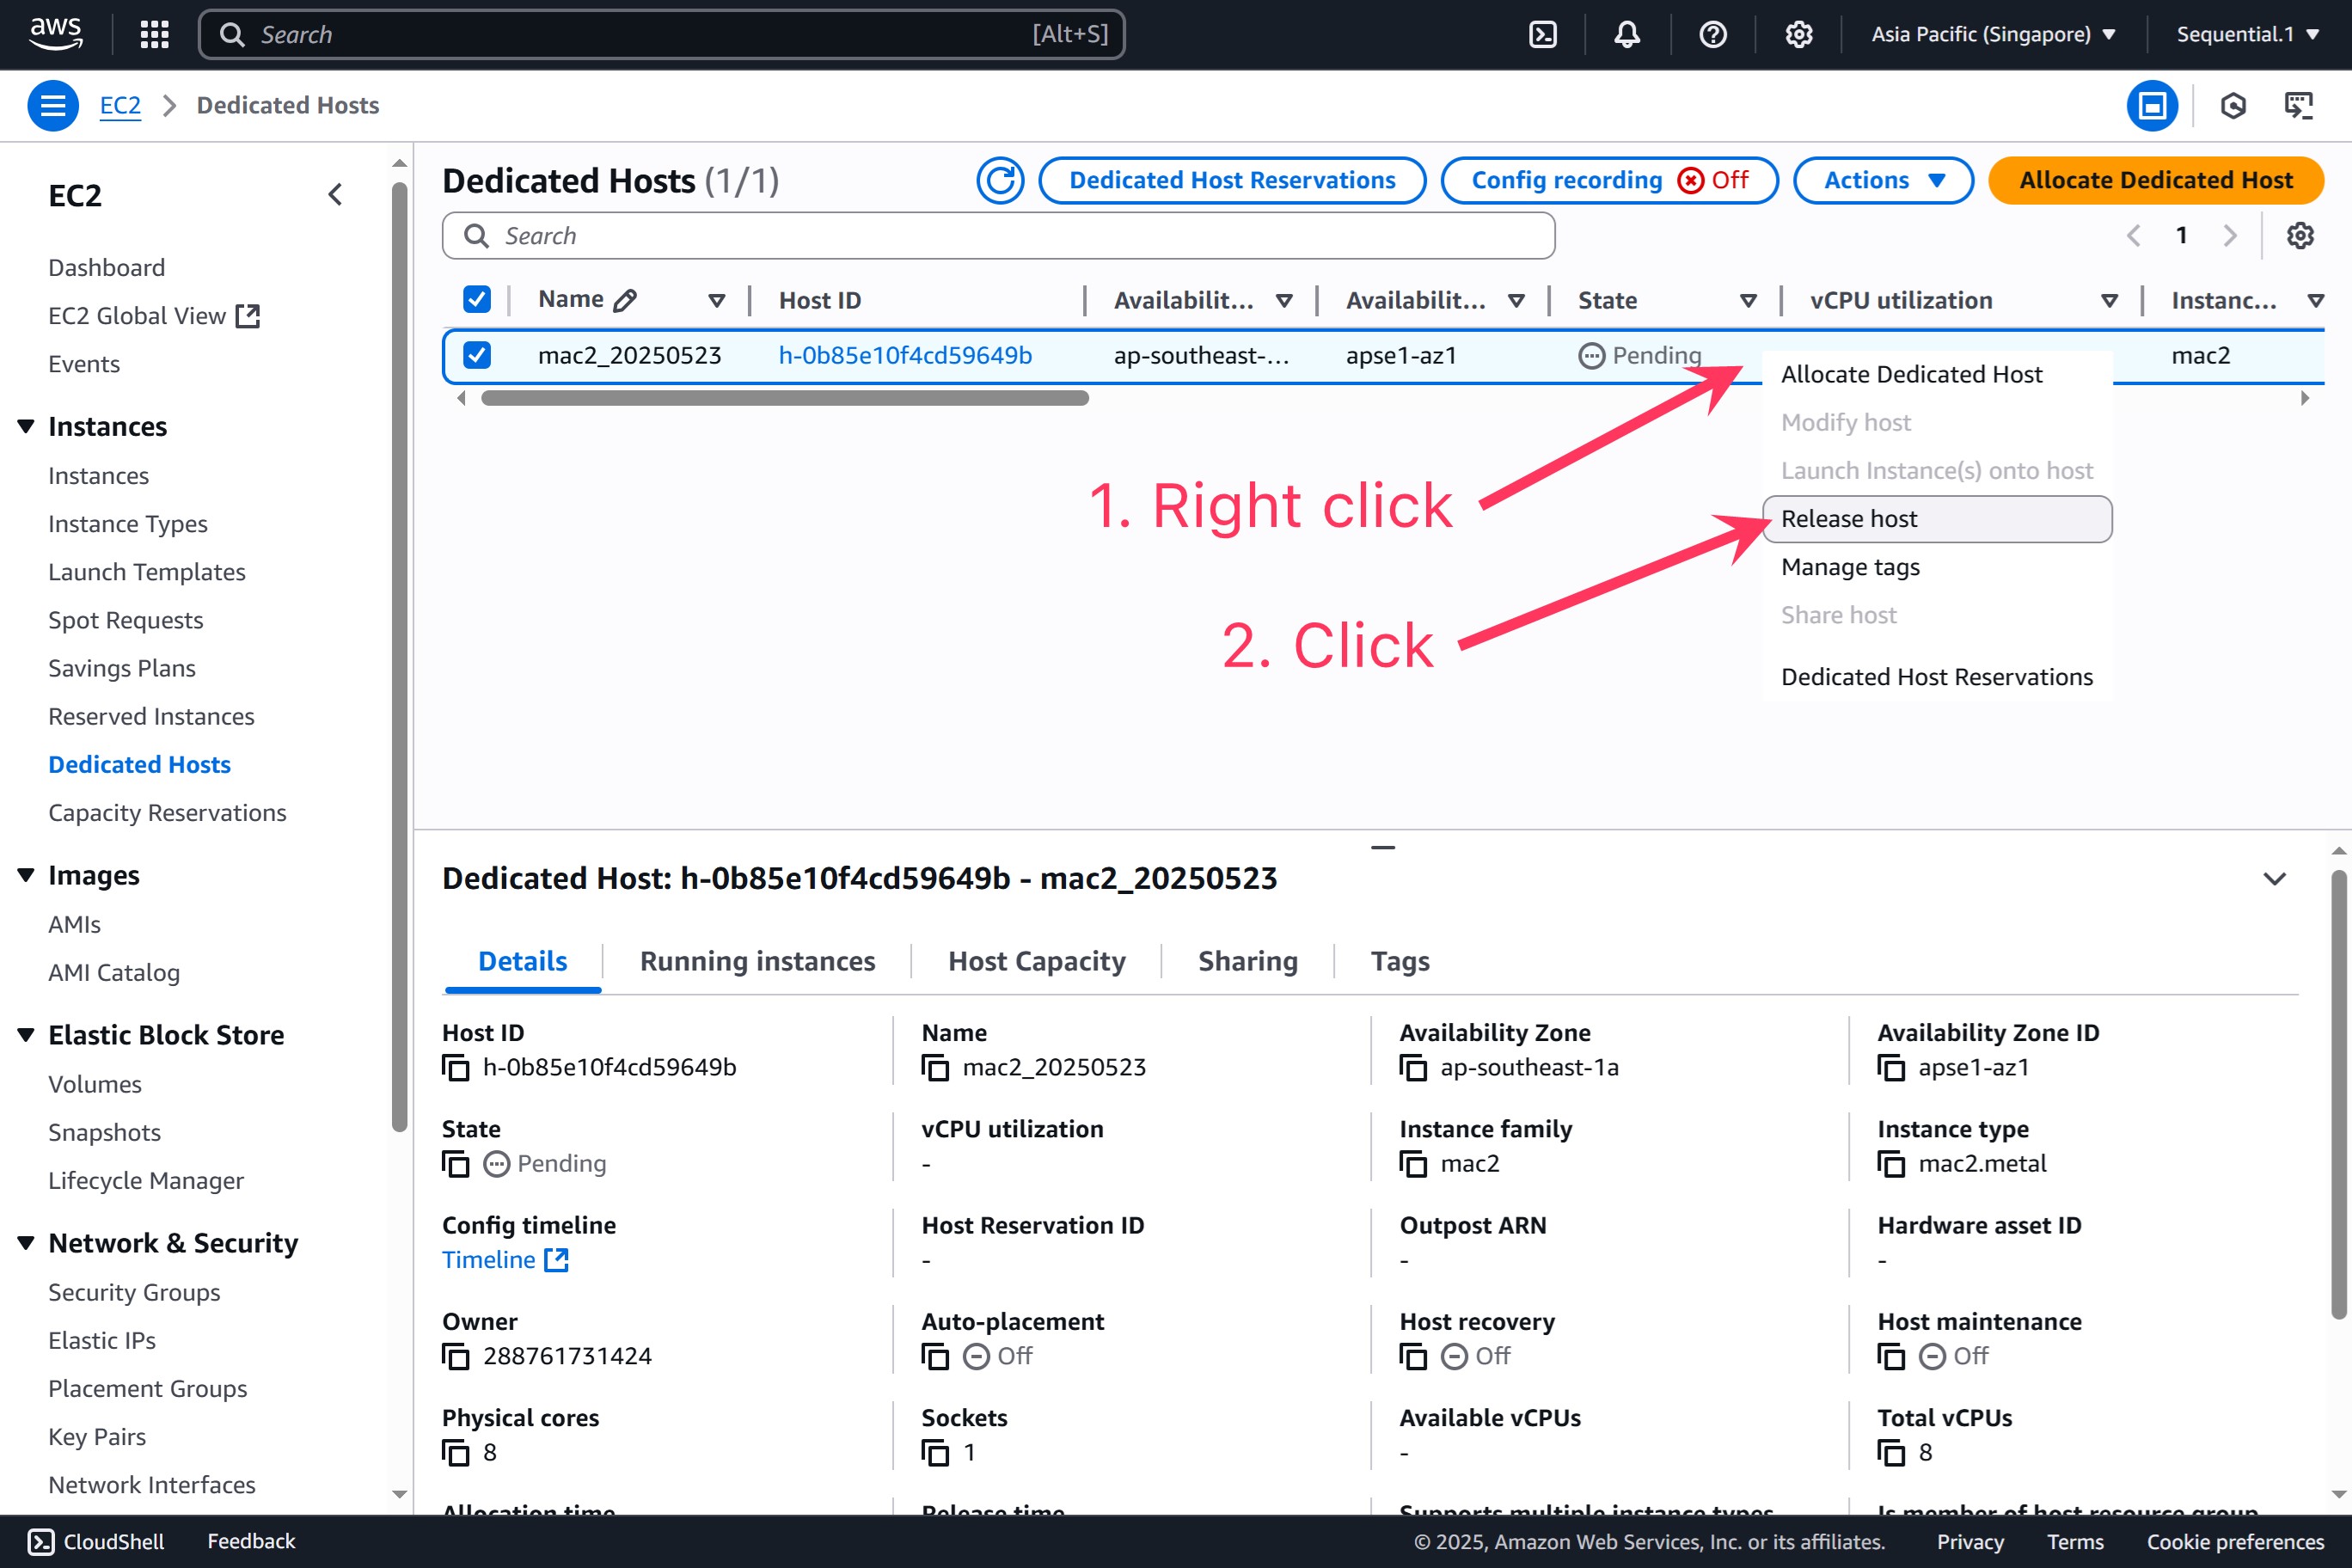 aws
Search [Alt+S]
Asia Pacific (Singapore)
Sequential.1
EC2
Dedicated Hosts
EC2
Dashboard
EC2 Global View
Events
Instances
Instances
Instance Types
Launch Templates
Spot Requests
Savings Plans
Reserved Instances
Dedicated Hosts
Capacity Reservations
Images
AMIs
AMI Catalog
Elastic Block Store
Volumes
Snapshots
Lifecycle Manager
Network & Security
Security Groups
Elastic IPs
Placement Groups
Key Pairs
Network Interfaces
Dedicated Hosts (1/1)
Dedicated Host Reservations
Config recording Off
Actions
Allocate Dedicated Host
Search
1
Name Host ID Availabilit... Availabilit... State vCPU utilization Instanc...
mac2_20250523 h-0b85e10f4cd59649b ap-southeast-... apse1-az1 Pending mac2
Allocate Dedicated Host
Modify host
Launch Instance(s) onto host
Release host
Manage tags
Share host
Dedicated Host Reservations
1. Right click
2. Click
Dedicated Host: h-0b85e10f4cd59649b - mac2_20250523
Details Running instances Host Capacity Sharing Tags
Host ID Name Availability Zone Availability Zone ID
h-0b85e10f4cd59649b mac2_20250523 ap-southeast-1a apse1-az1
State vCPU utilization Instance family Instance type
Pending - mac2 mac2.metal
Config timeline Host Reservation ID Outpost ARN Hardware asset ID
Timeline - - -
Owner Auto-placement Host recovery Host maintenance
288761731424 Off Off Off
Physical cores Sockets Available vCPUs Total vCPUs
8 1 - 8
Allocation time Release time Supports multiple instance types Is member of host resource group
CloudShell Feedback © 2025, Amazon Web Services, Inc. or its affiliates. Privacy Terms Cookie preferences